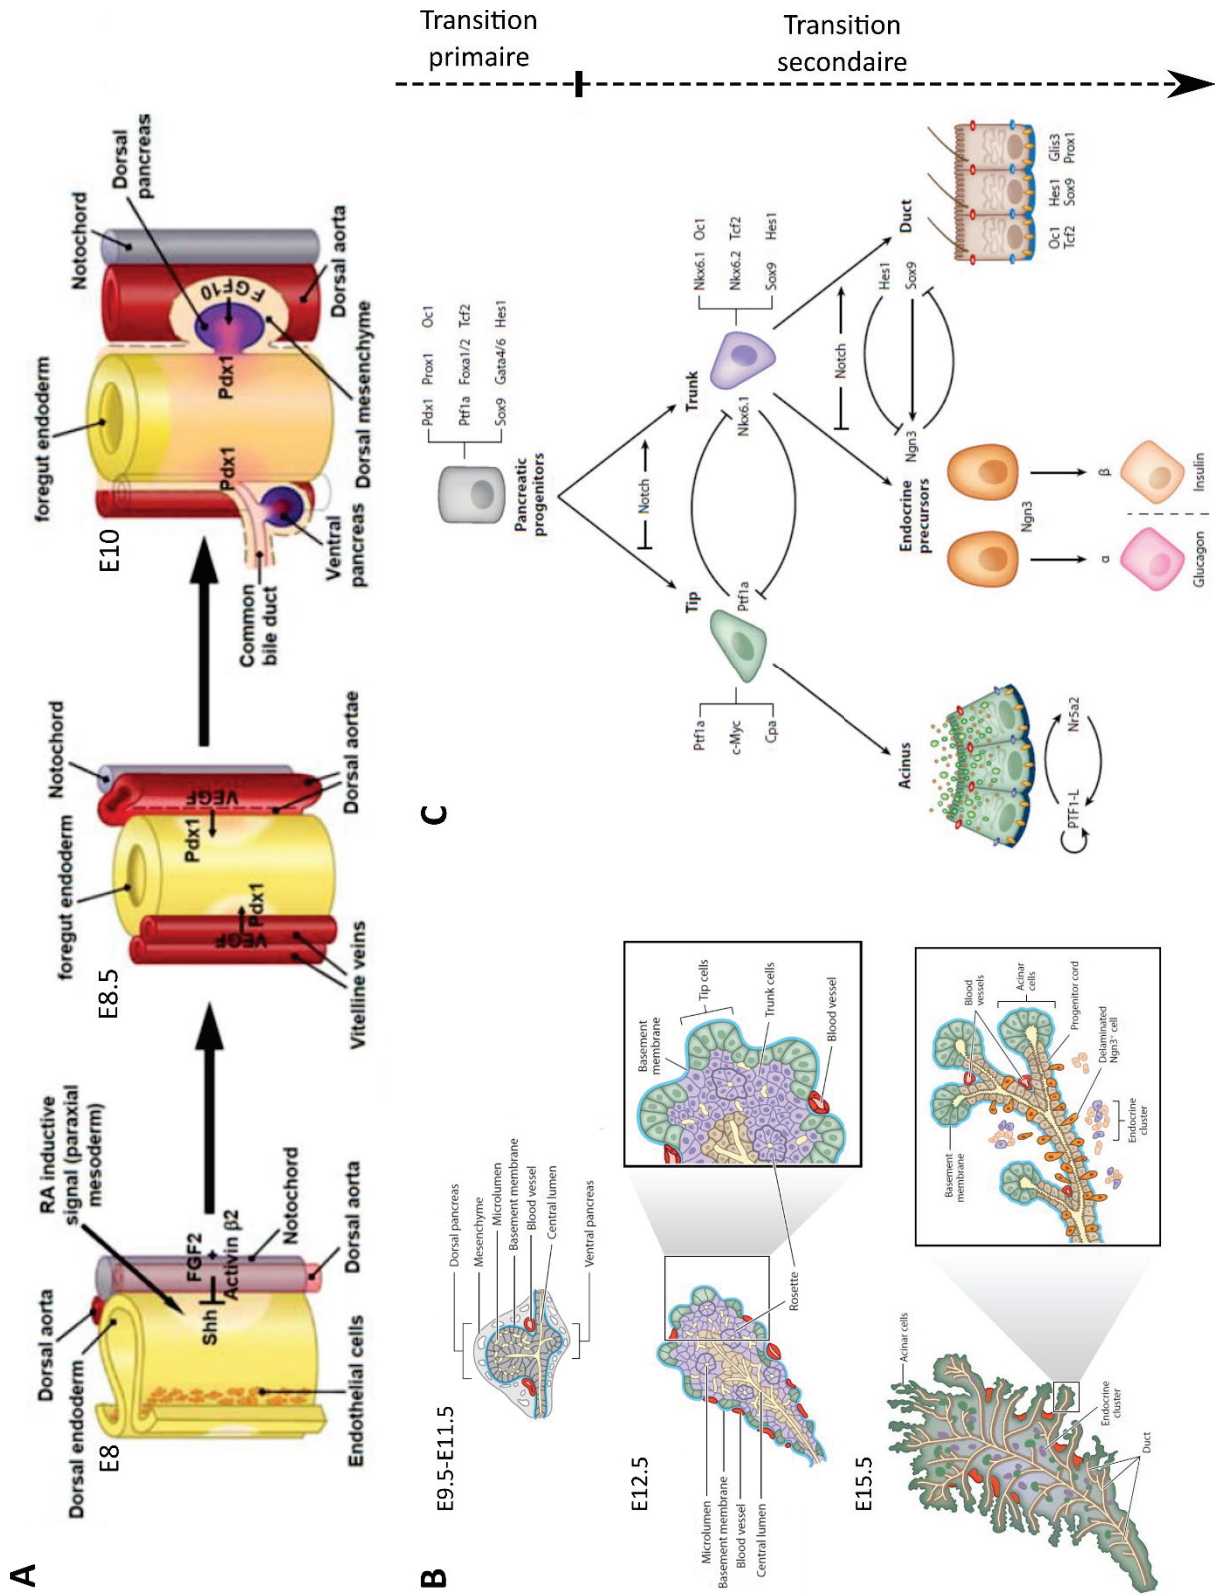 A
E8
Dorsal aorta
Dorsal endoderm
RA inductive
signal (paraxial
mesoderm)
Shh
FGF2
+
Activin β2
Notochord
Dorsal aorta
Endothelial cells
E8.5
foregut endoderm
Notochord
VEGF
Pdx1
VEGF
Pdx1
Dorsal aortae
Vitelline veins
E10
foregut endoderm
Notochord
Dorsal
pancreas
Pdx1
Pdx1
FGF10
Common
bile duct
Ventral
pancreas
Dorsal mesenchyme
Dorsal aorta
B
E9.5-E11.5
Dorsal pancreas
Mesenchyme
Microlumen
Basement membrane
Blood vessel
Central lumen
Ventral pancreas
E12.5
Microlumen
Basement membrane
Blood vessel
Central lumen
Rosette
Basement
membrane
Tip cells
Trunk cells
Blood vessel
E15.5
Acinar cells
Endocrine
cluster
Duct
Basement
membrane
Blood
vessels
Acinar
cells
Progenitor cord
Delaminated
Ngn3⁺ cell
Endocrine
cluster
C
Transition
primaire
Transition
secondaire
Pdx1 Prox1 Oc1
Ptf1a Foxa1/2 Tcf2
Sox9 Gata4/6 Hes1
Pancreatic
progenitors
Notch
Tip
Trunk
Ptf1a
c-Myc
Cpa
Ptf1a
Nkx6.1
Nkx6.1 Oc1
Nkx6.2 Tcf2
Sox9 Hes1
Acinus
PTF1-L
Nr5a2
Endocrine
precursors
Notch
Duct
Ngn3
Hes1
Sox9
Ngn3
α
β
Glucagon
Insulin
Oc1 Hes1 Glis3
Tcf2 Sox9 Prox1